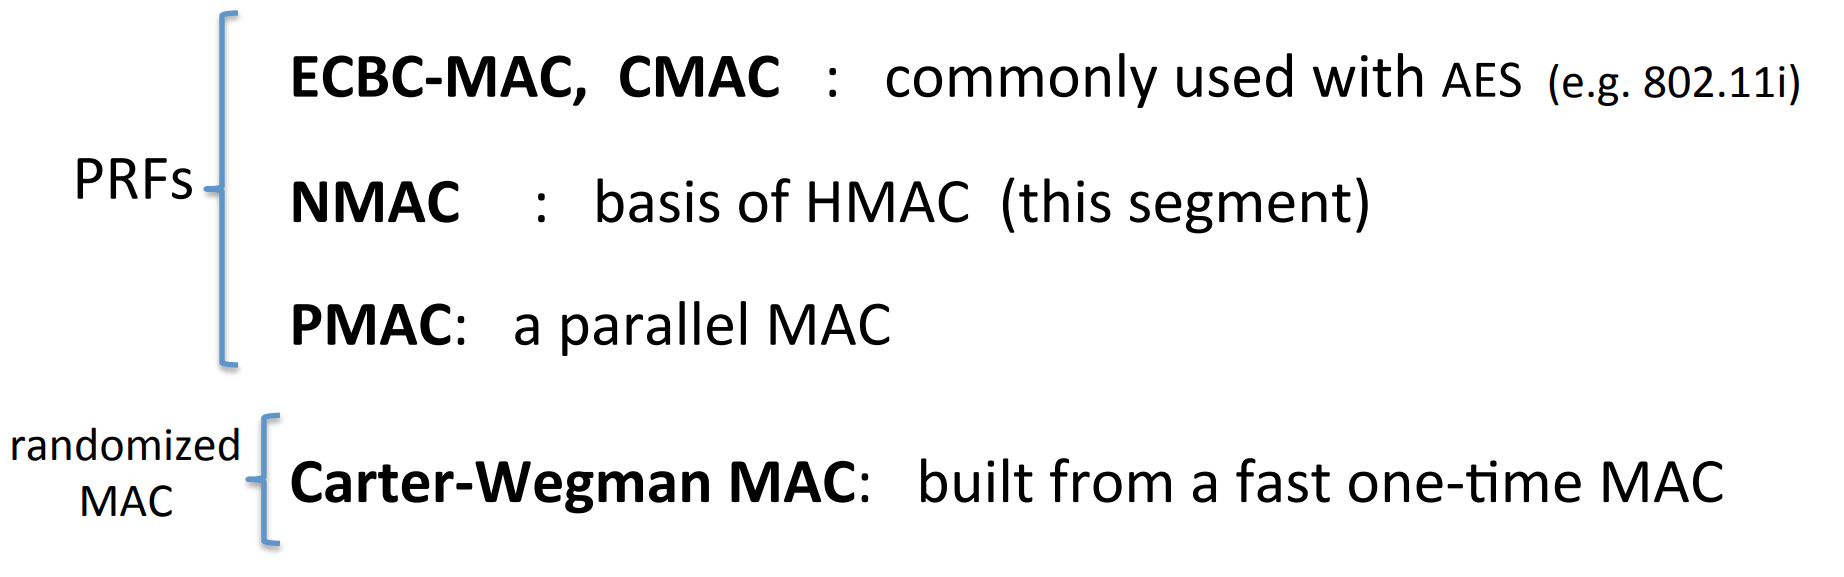 PRFs
ECBC-MAC, CMAC : commonly used with AES (e.g. 802.11i)
NMAC : basis of HMAC (this segment)
PMAC: a parallel MAC
randomized
MAC
Carter-Wegman MAC: built from a fast one-time MAC